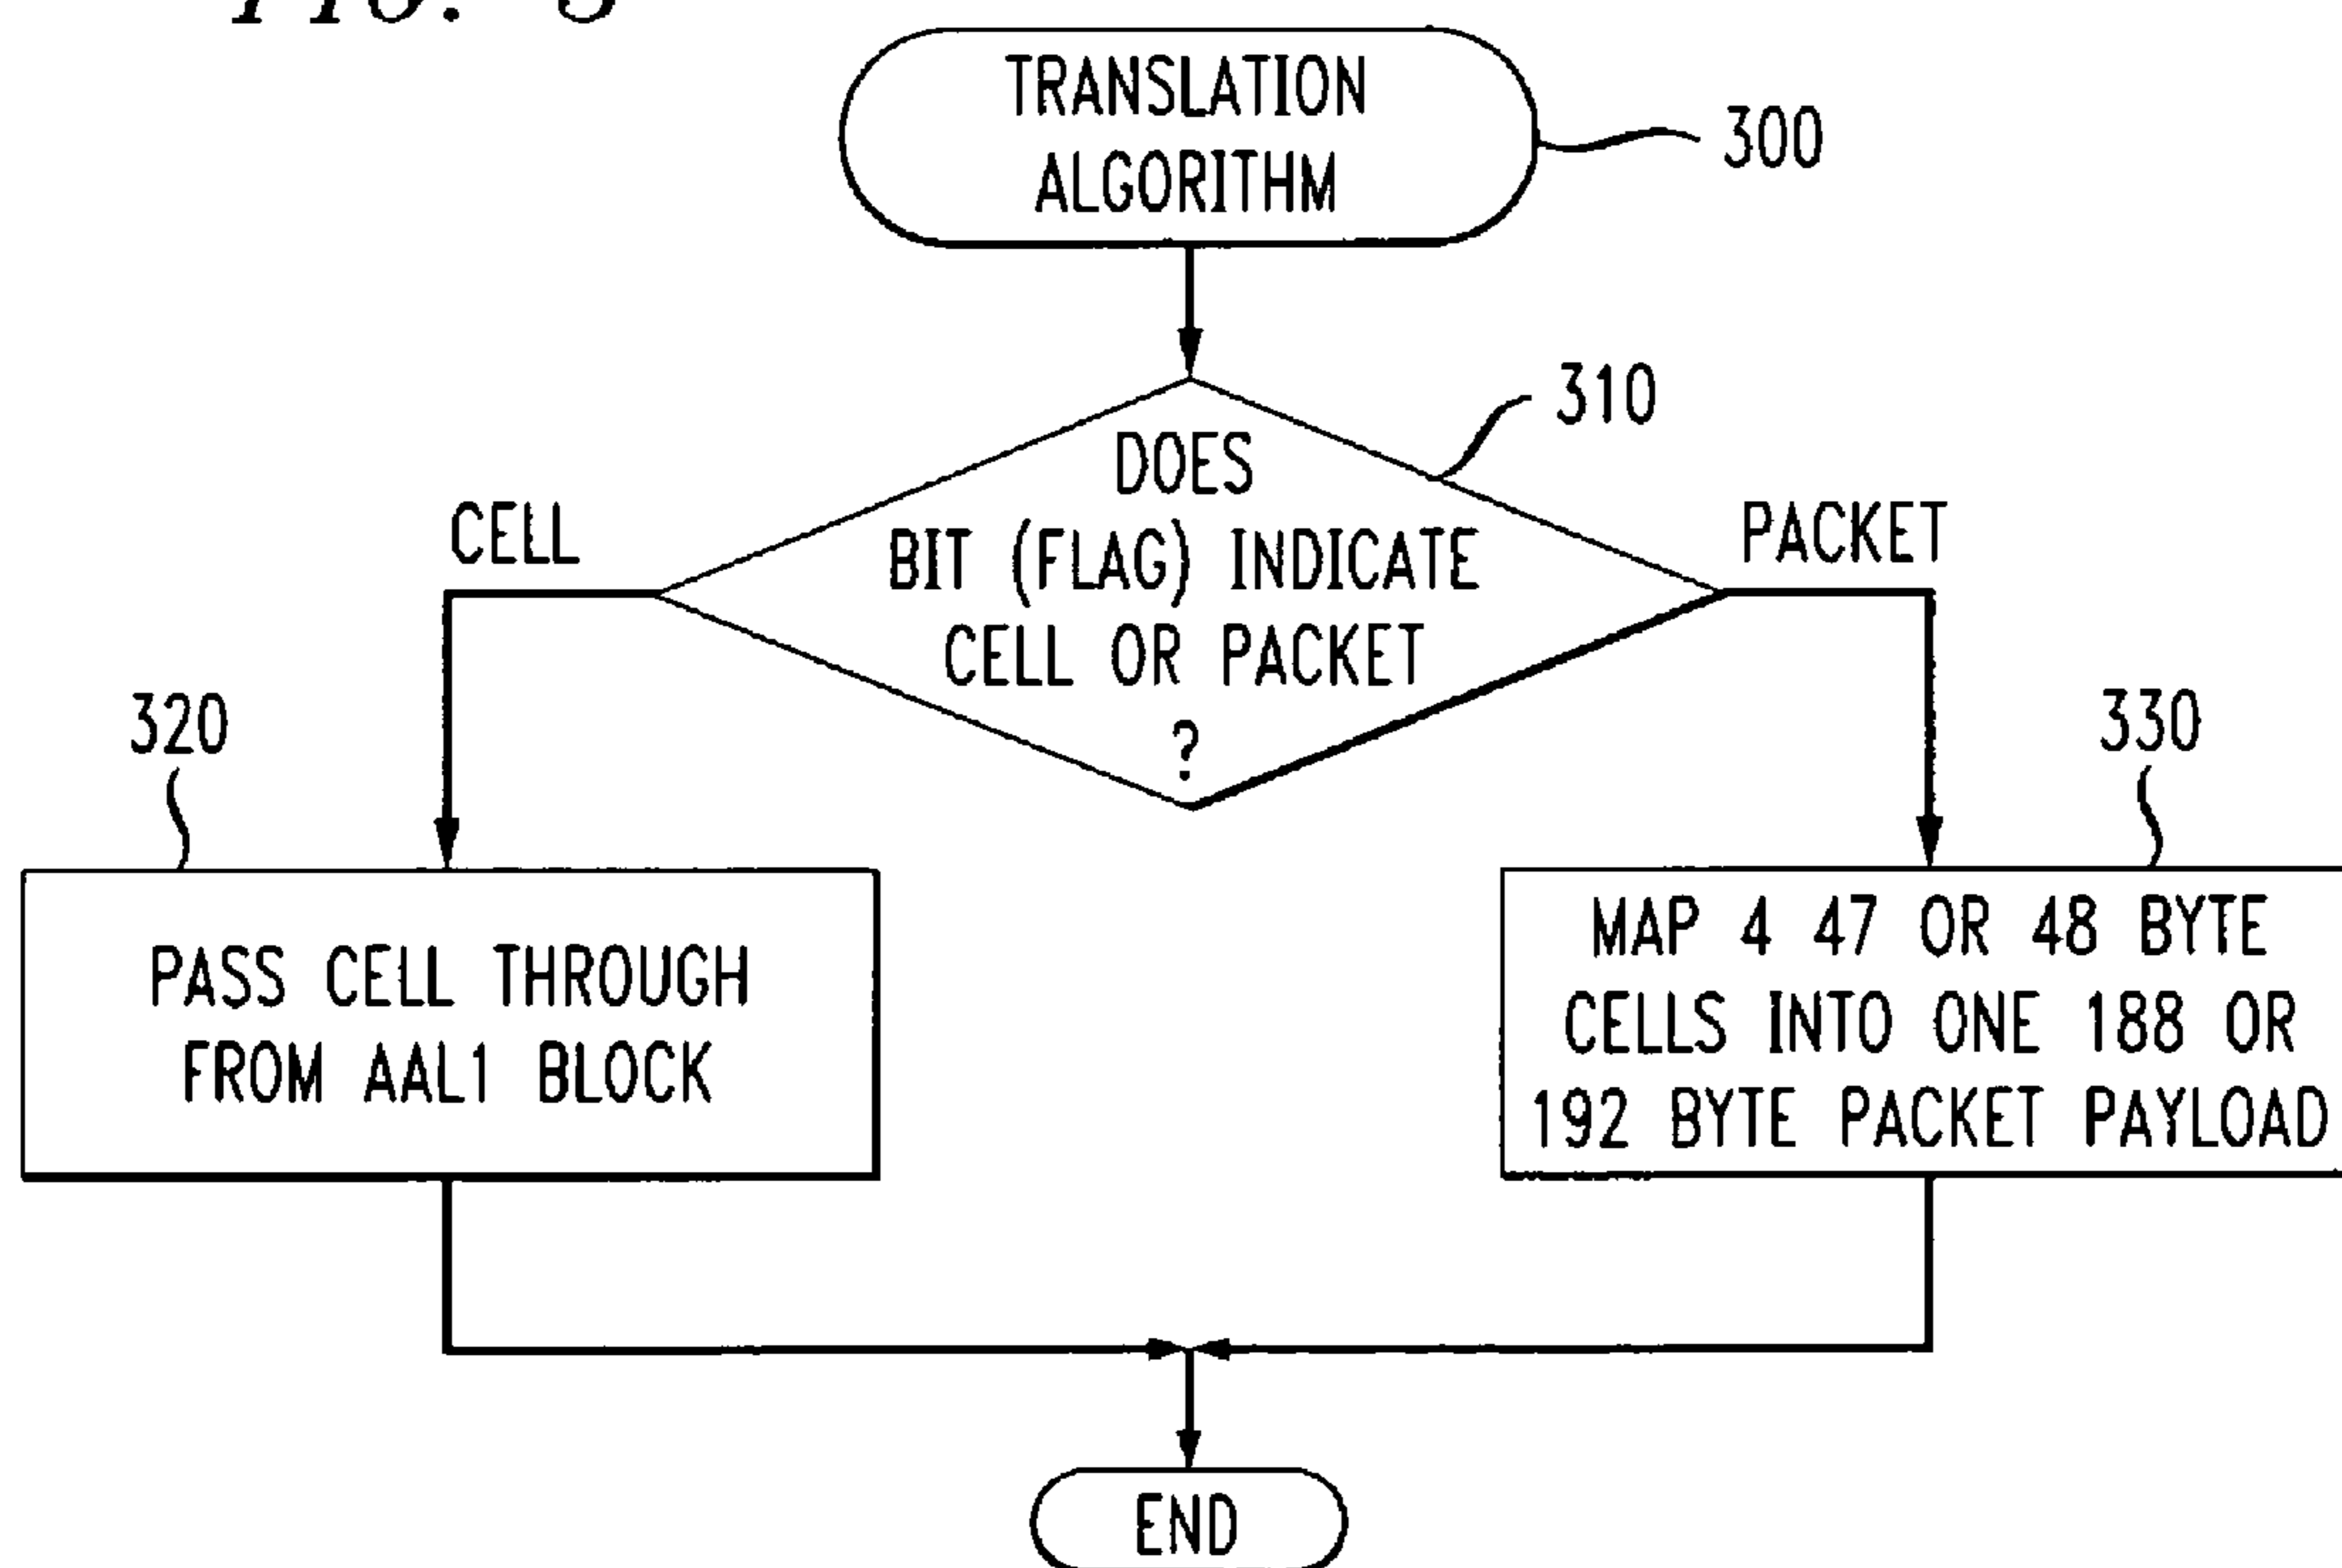 TRANSLATION
ALGORITHM
300
310
DOES
BIT (FLAG) INDICATE
CELL OR PACKET
?
CELL
PACKET
320
330
PASS CELL THROUGH
FROM AAL1 BLOCK
MAP 4 47 OR 48 BYTE
CELLS INTO ONE 188 OR
192 BYTE PACKET PAYLOAD
END